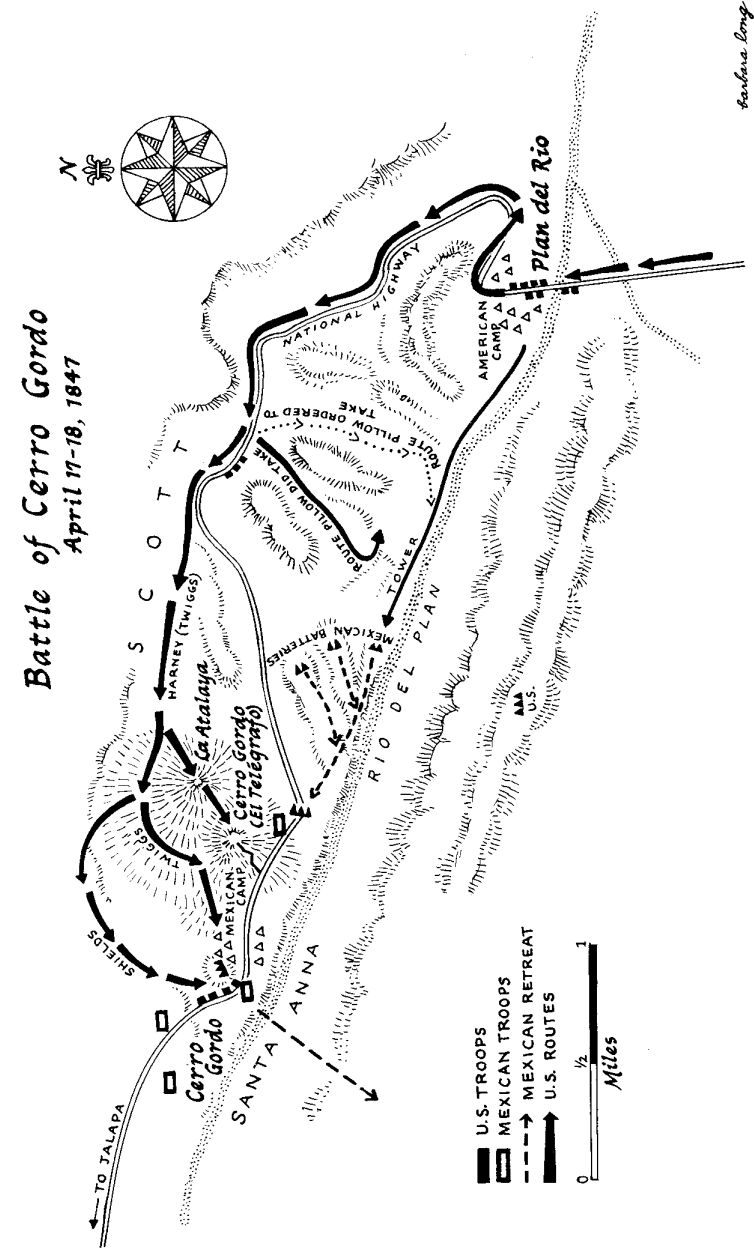 Battle of Cerro Gordo
April 17-18, 1847
N
TO JALAPA
Cerro
Gordo
SHIELDS
TWIGGS
MEXICAN
CAMP
Cerro Gordo
(El Telégrafo)
La Atalaya
HARNEY (TWIGGS)
SCOTT
NATIONAL HIGHWAY
ROUTE PILLOW ORDERED TO
TAKE
ROUTE PILLOW DID TAKE
MEXICAN BATTERIES
TOWER
AMERICAN
CAMP
Plan del Rio
SANTA ANNA
RIO DEL PLAN
U.S.
U.S. TROOPS
MEXICAN TROOPS
MEXICAN RETREAT
U.S. ROUTES
0 ½ 1
Miles
barbara long